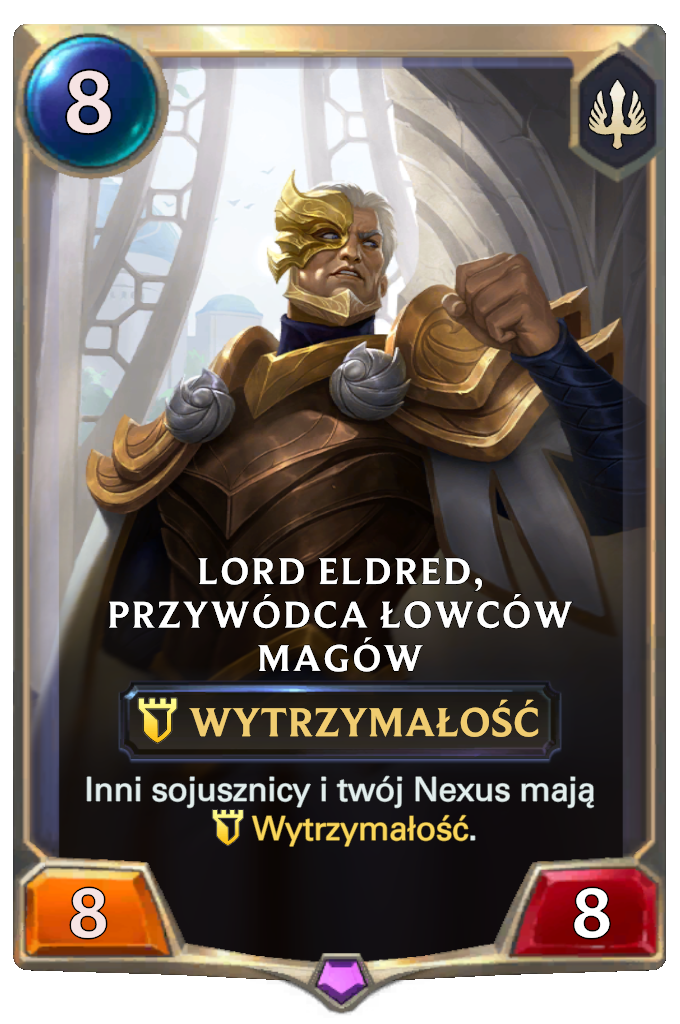 8
LORD ELDRED,
PRZYWÓDCA ŁOWCÓW
MAGÓW
WYTRZYMAŁOŚĆ
Inni sojusznicy i twój Nexus mają
Wytrzymałość.
8
8